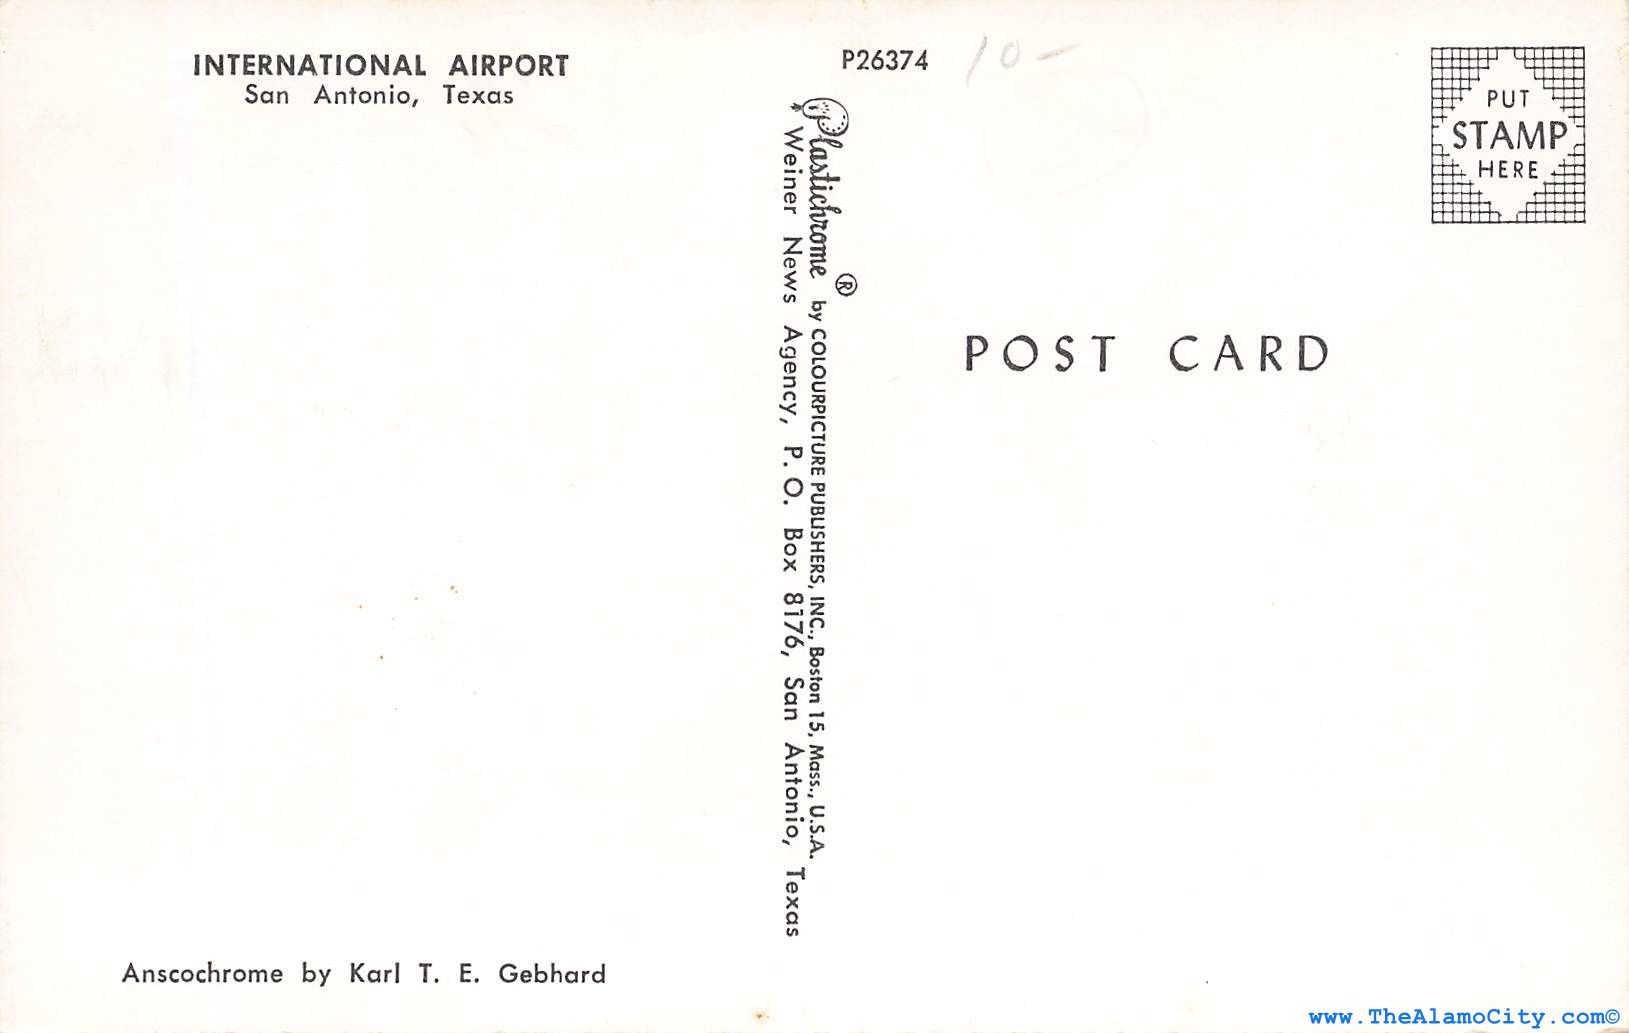 INTERNATIONAL AIRPORT
San Antonio, Texas
P26374
10-
PUT
STAMP
HERE
Plastichrome ® by COLOURPICTURE PUBLISHERS, INC., Boston 15, Mass., U.S.A.
Weiner News Agency, P. O. Box 8176, San Antonio, Texas
POST CARD
Anscochrome by Karl T. E. Gebhard
www.TheAlamoCity.com©